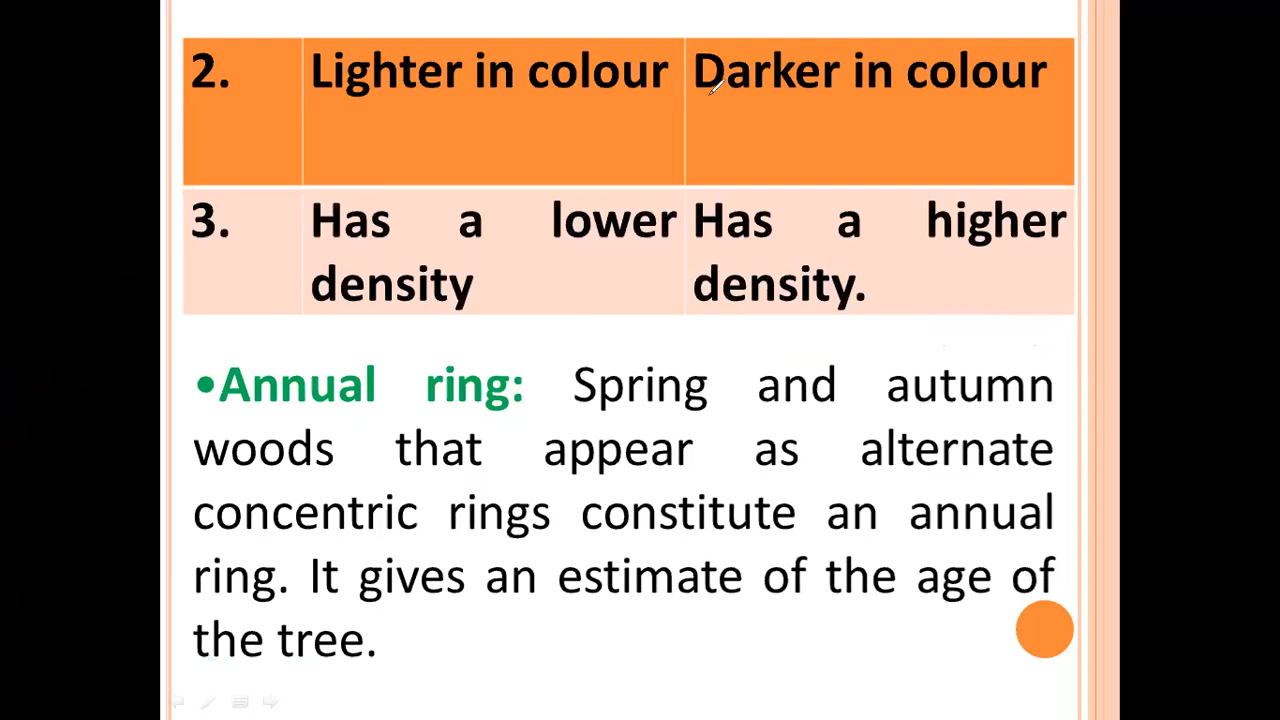 2. Lighter in colour Darker in colour
3. Has a lower density Has a higher density.
•Annual ring: Spring and autumn
woods that appear as alternate
concentric rings constitute an annual
ring. It gives an estimate of the age of
the tree.